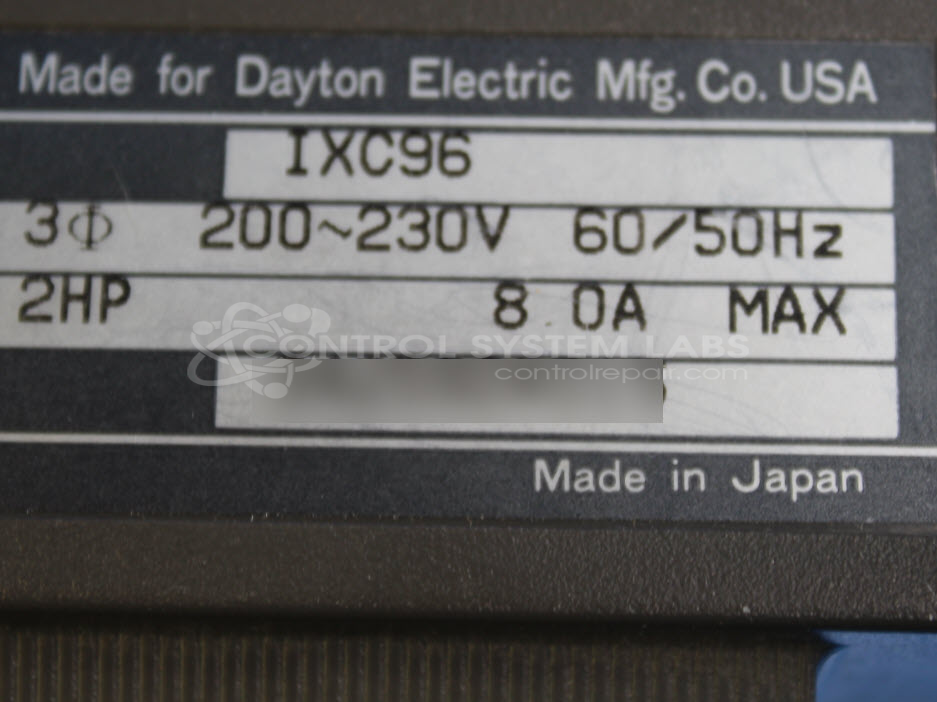 Made for Dayton Electric Mfg. Co. USA
IXC96
3Φ 200~230V 60/50Hz
2HP 8.0A MAX
CONTROL SYSTEM LABS
controlrepair.com
Made in Japan